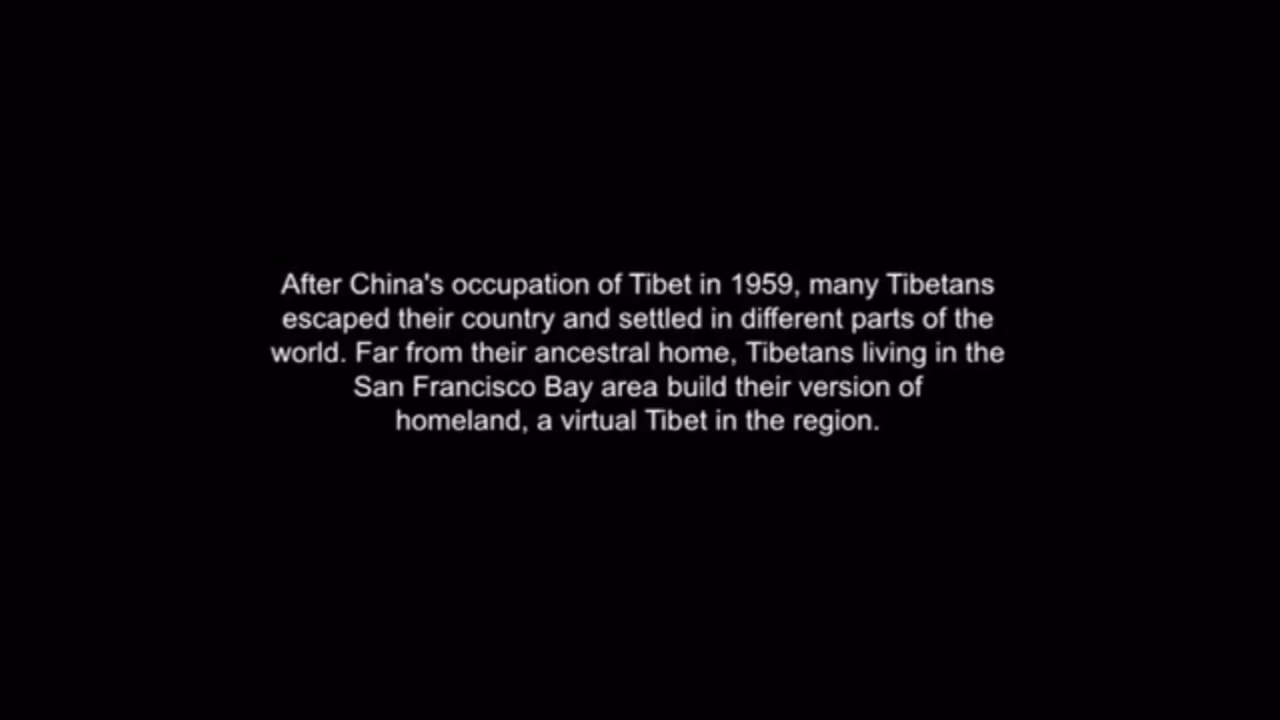 After China's occupation of Tibet in 1959, many Tibetans
escaped their country and settled in different parts of the
world. Far from their ancestral home, Tibetans living in the
San Francisco Bay area build their version of
homeland, a virtual Tibet in the region.